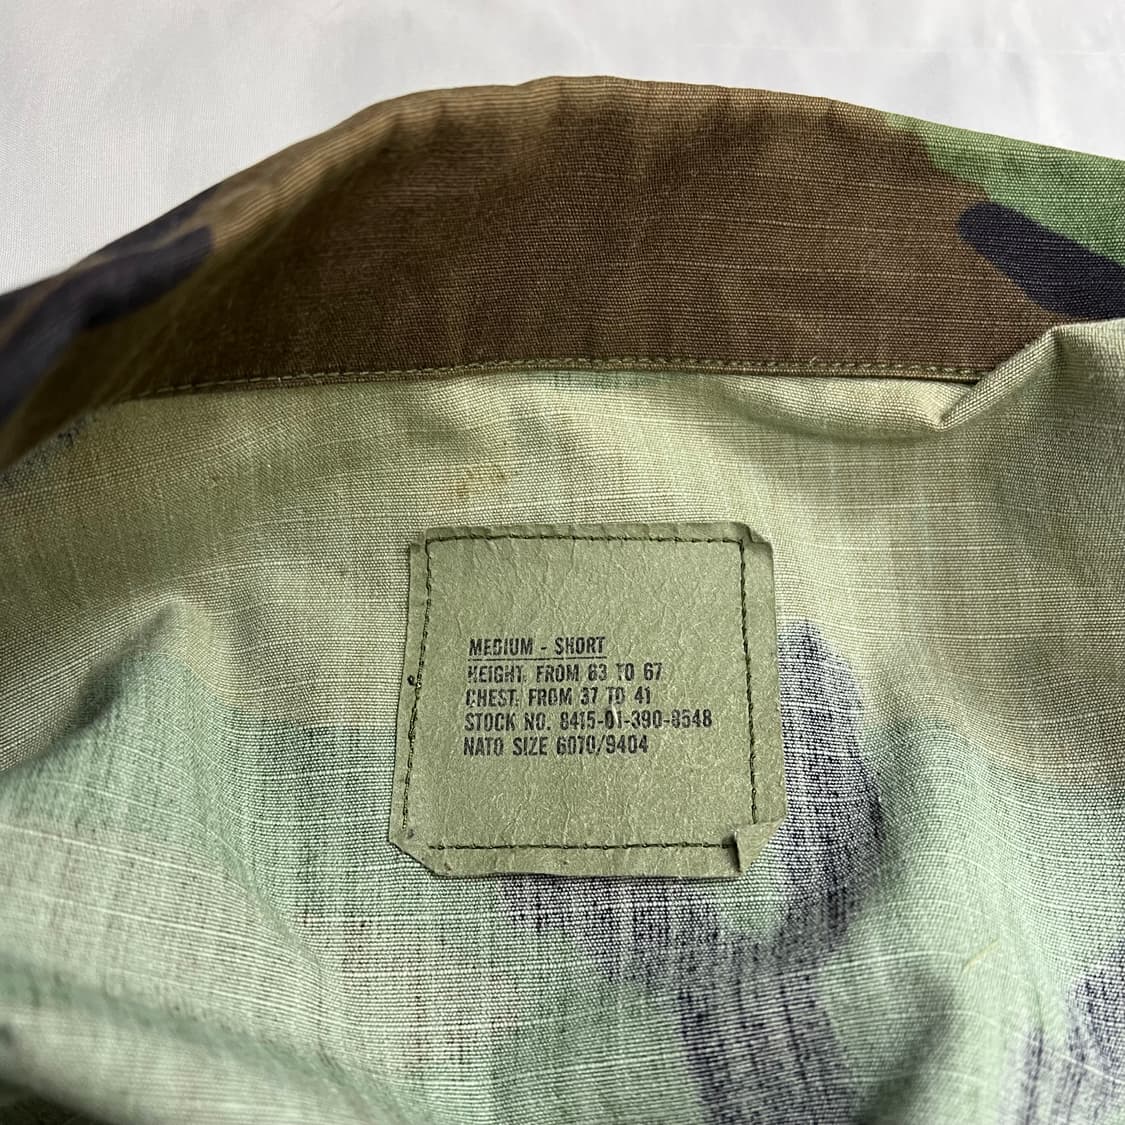 MEDIUM - SHORT
HEIGHT: FROM 63 TO 67
CHEST: FROM 37 TO 41
STOCK NO. 8415-01-390-8548
NATO SIZE 6070/9404